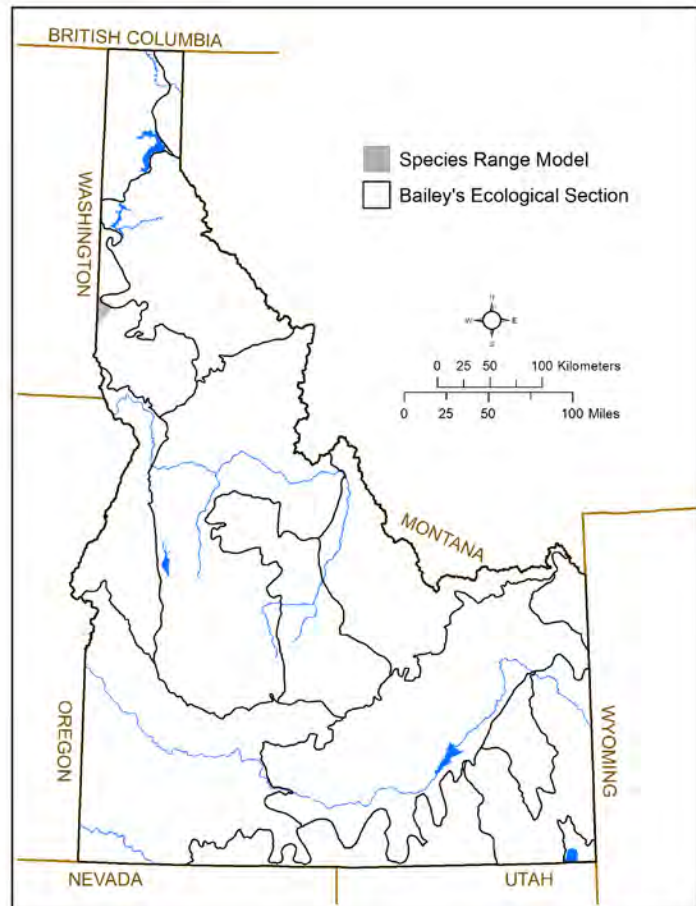 BRITISH COLUMBIA
WASHINGTON
Species Range Model
Bailey's Ecological Section
N
W E
S
0 25 50 100 Kilometers
0 25 50 100 Miles
MONTANA
OREGON
WYOMING
NEVADA
UTAH